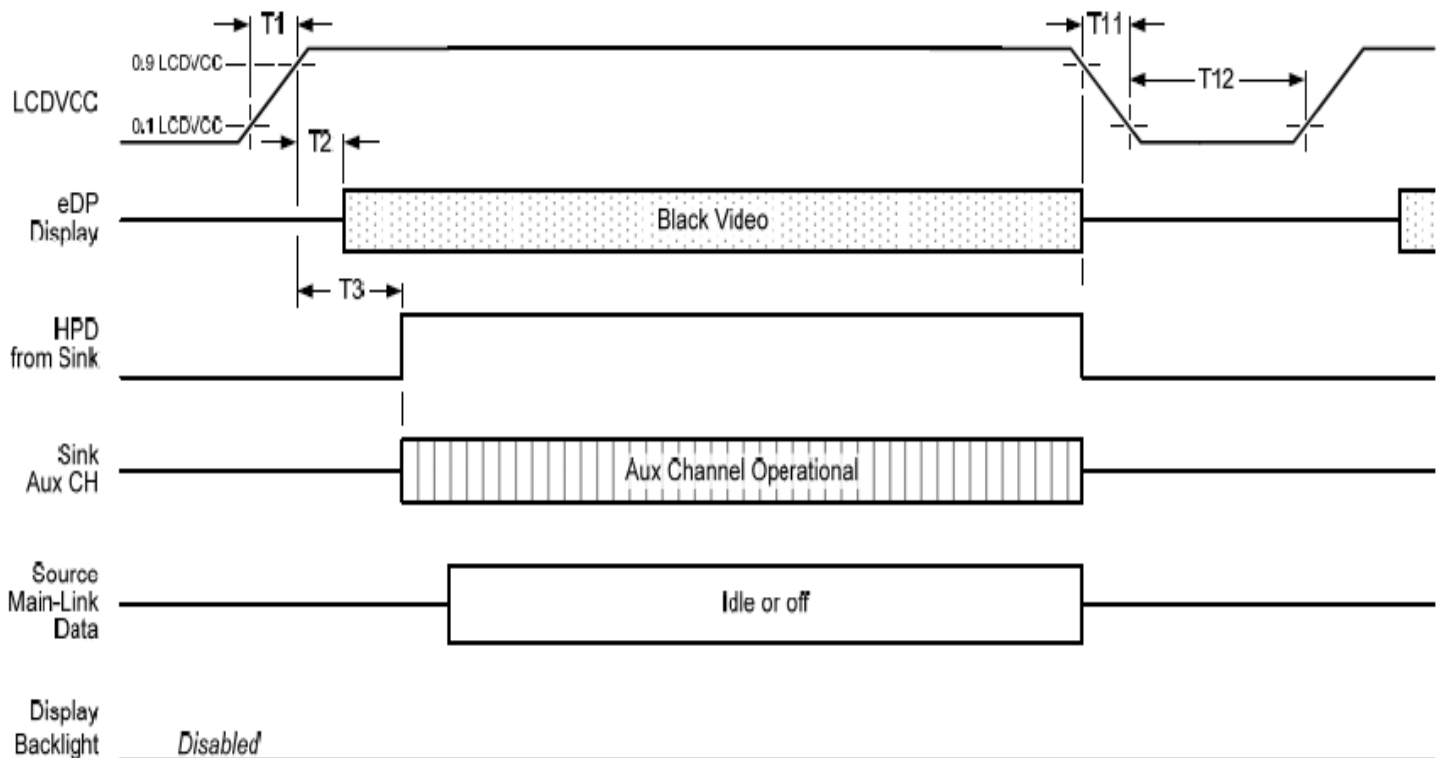 T1
T11
0.9 LCDVCC
LCDVCC
T12
0.1 LCDVCC
T2
eDP
Display
Black Video
T3
HPD
from Sink
Sink
Aux CH
Aux Channel Operational
Source
Main-Link
Data
Idle or off
Display
Backlight
Disabled